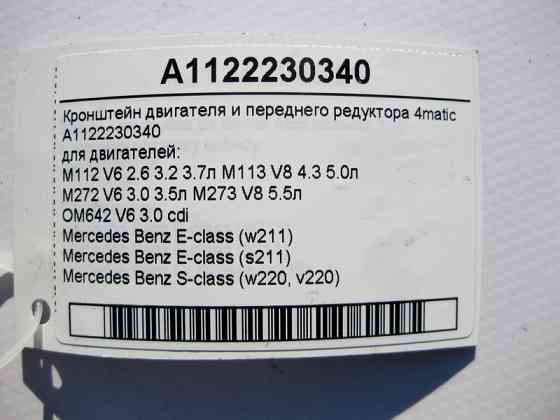 A1122230340
Кронштейн двигателя и переднего редуктора 4matic
A1122230340
для двигателей:
M112 V6 2.6 3.2 3.7л M113 V8 4.3 5.0л
M272 V6 3.0 3.5л M273 V8 5.5л
OM642 V6 3.0 cdi
Mercedes Benz E-class (w211)
Mercedes Benz E-class (s211)
Mercedes Benz S-class (w220, v220)